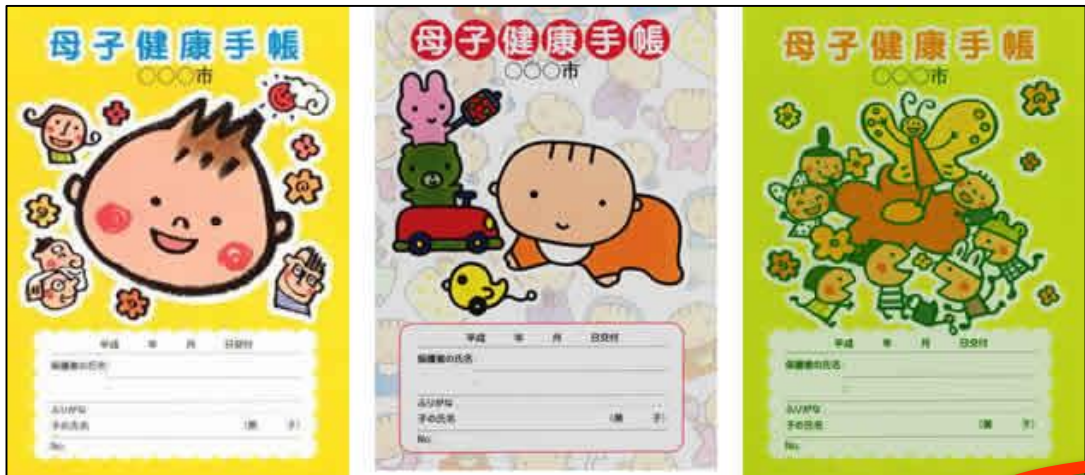 母子健康手帳
○○○市
平成 年 月 日交付
保護者の氏名
ふりがな
子の氏名 (第 子)
No.
母子健康手帳
○○○市
平成 年 月 日交付
保護者の氏名
ふりがな
子の氏名 (第 子)
No.
母子健康手帳
○○○市
平成 年 月 日交付
保護者の氏名
ふりがな
子の氏名 (第 子)
No.